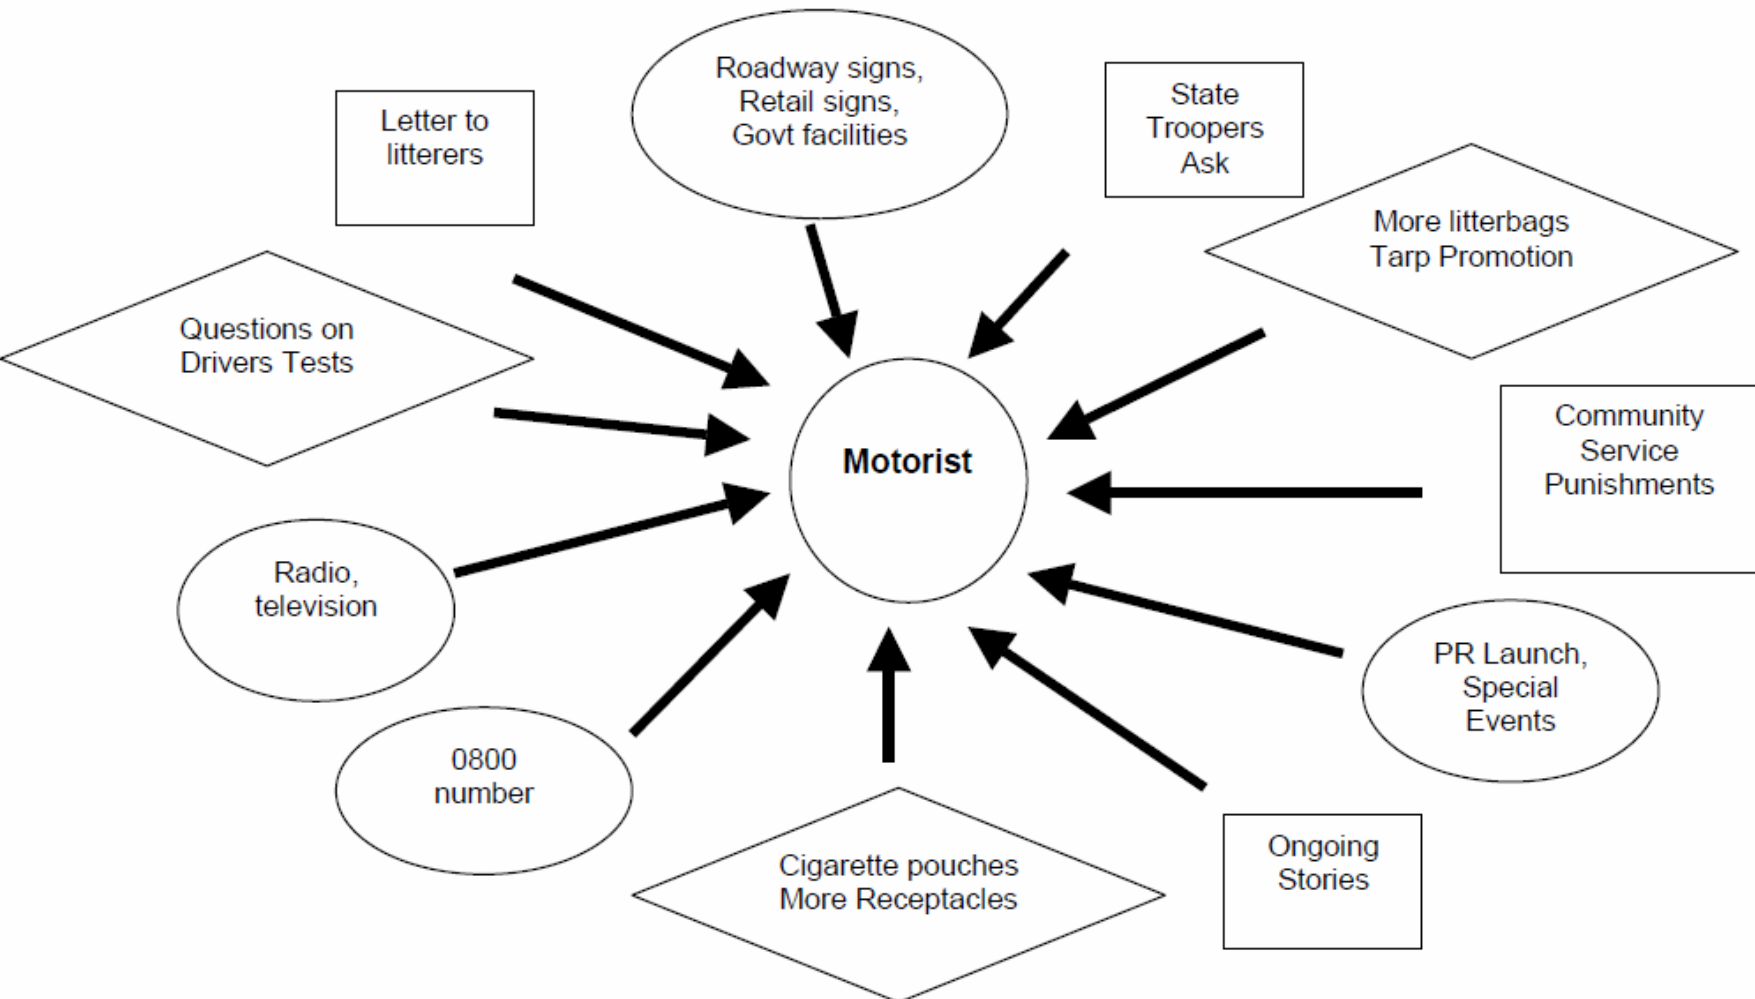 Roadway signs,
Retail signs,
Govt facilities
State
Troopers
Ask
Letter to
litterers
More litterbags
Tarp Promotion
Questions on
Drivers Tests
Community
Service
Punishments
Motorist
Radio,
television
PR Launch,
Special
Events
0800
number
Cigarette pouches
More Receptacles
Ongoing
Stories